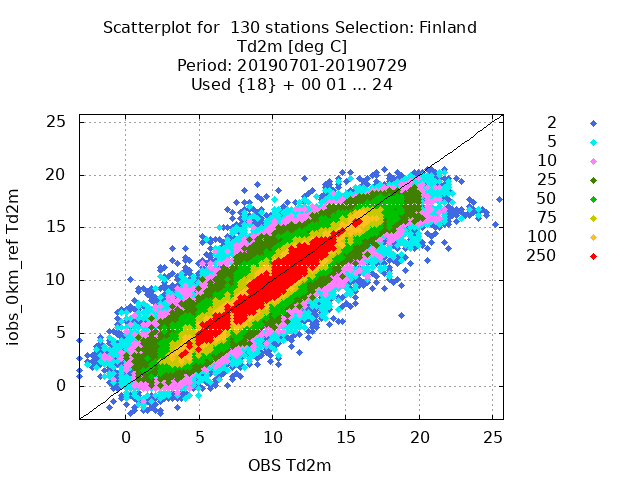 Scatterplot for  130 stations Selection: Finland
Td2m [deg C]
Period: 20190701-20190729
Used {18} + 00 01 ... 24
25
20
15
10
5
0
iobs_0km_ref Td2m
0 5 10 15 20 25
OBS Td2m
2
5
10
25
50
75
100
250